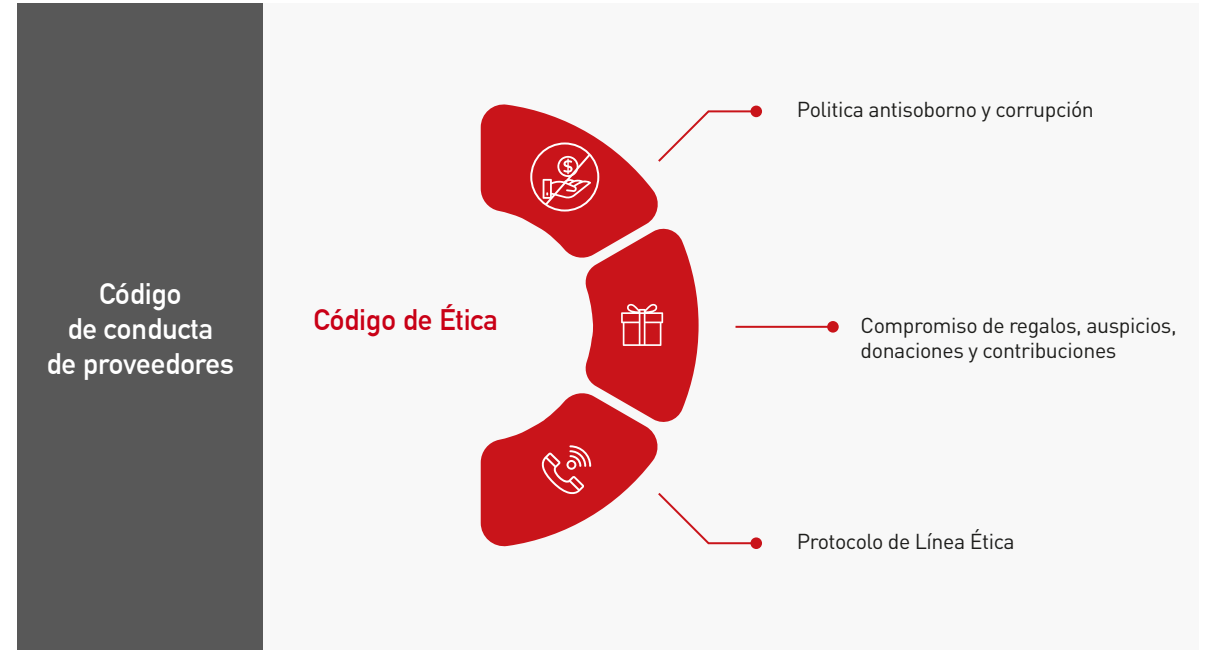 Código
de conducta
de proveedores
Código de Ética
Politica antisoborno y corrupción
Compromiso de regalos, auspicios,
donaciones y contribuciones
Protocolo de Línea Ética